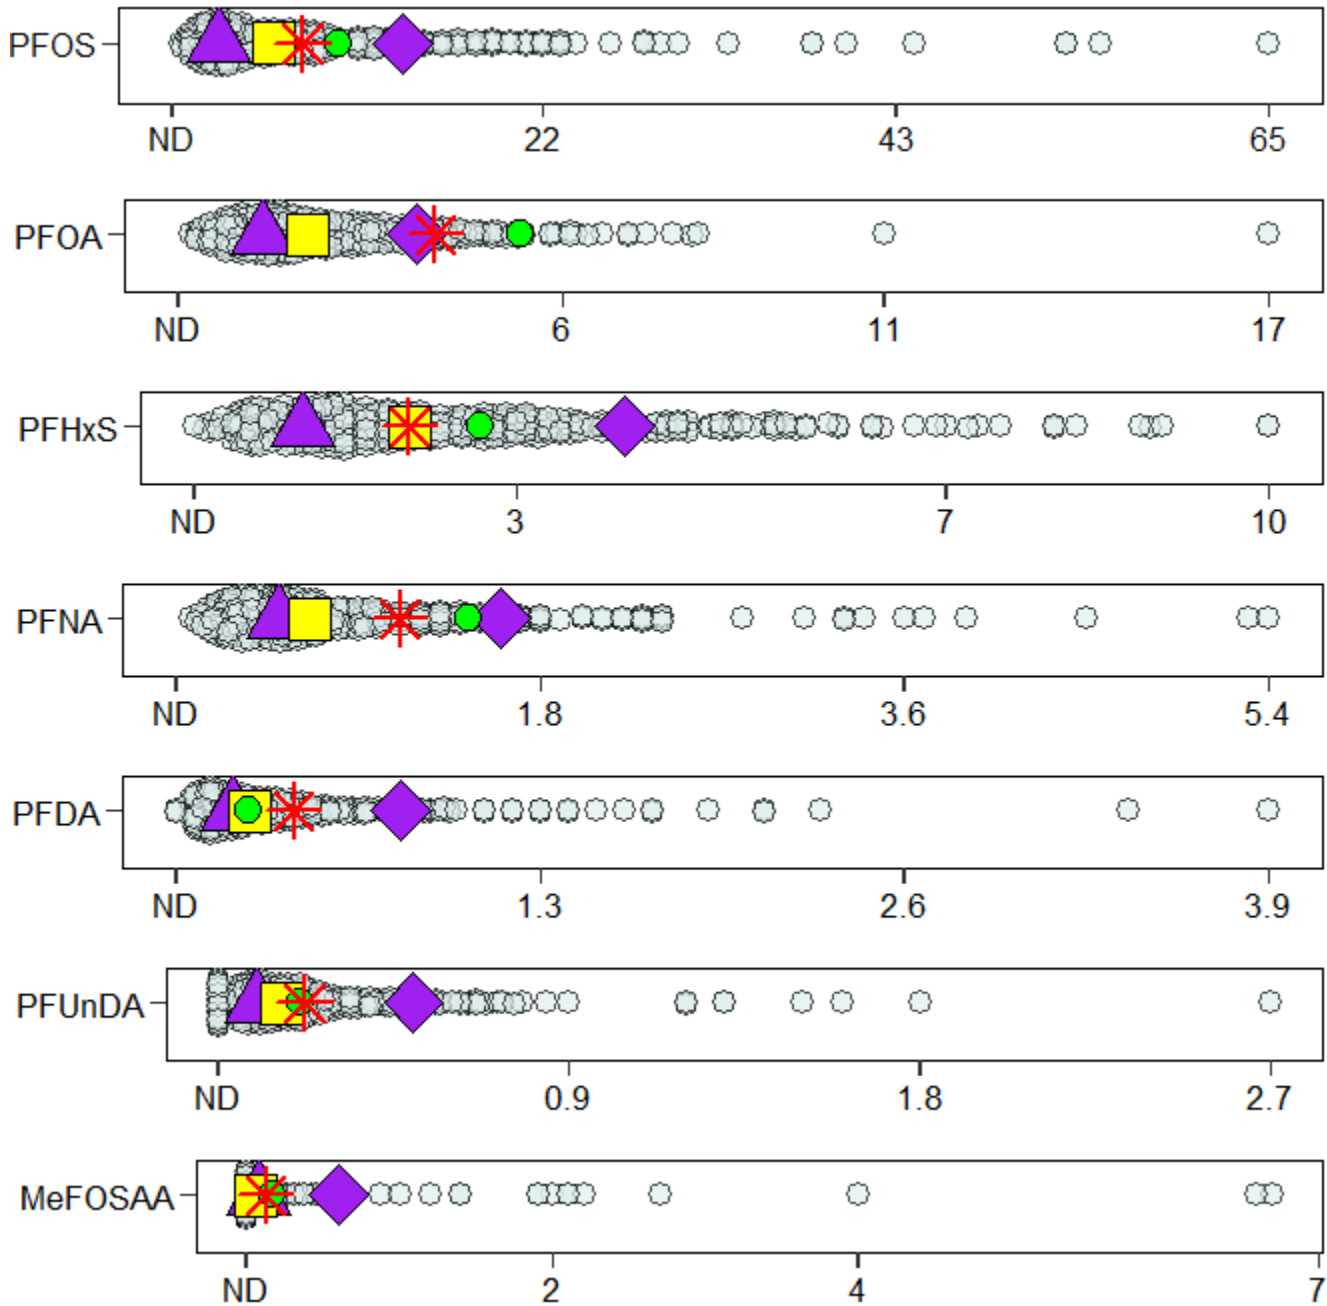 PFOS
ND 22 43 65
PFOA
ND 6 11 17
PFHxS
ND 3 7 10
PFNA
ND 1.8 3.6 5.4
PFDA
ND 1.3 2.6 3.9
PFUnDA
ND 0.9 1.8 2.7
MeFOSAA
ND 2 4 7